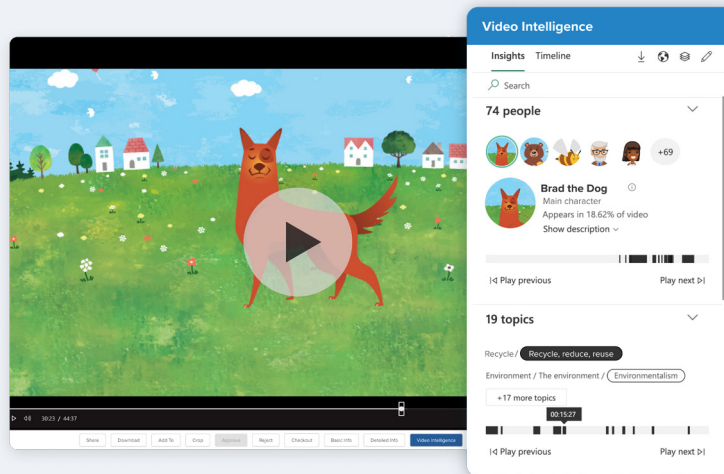 Video Intelligence
Insights Timeline
Search
74 people
+69
Brad the Dog
Main character
Appears in 18.62% of video
Show description
Play previous Play next
19 topics
Recycle/ Recycle, reduce, reuse
Environment / The environment / Environmentalism
+17 more topics
00:15:27
Play previous Play next
30:23 / 44:37
Share Download Add To Crop Approve Reject Checkout Basic Info Detailed Info Video Intelligence